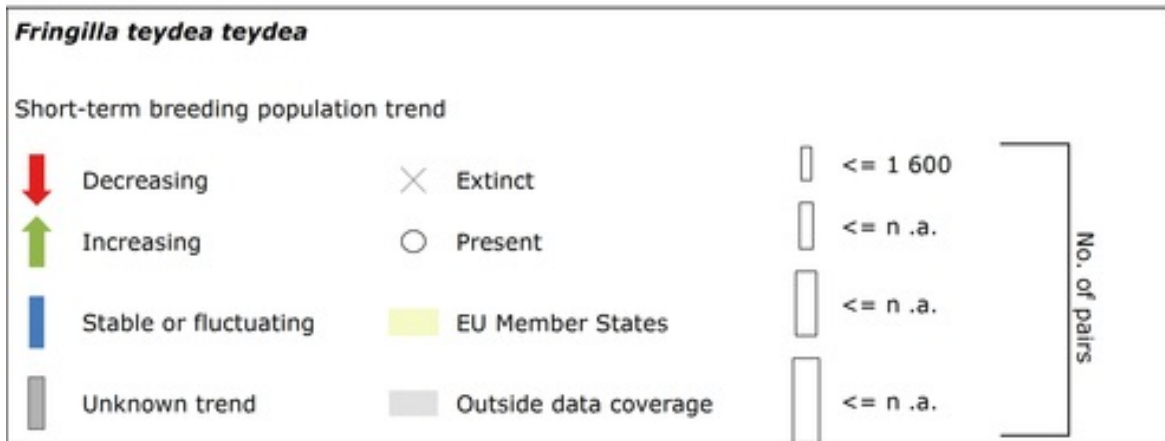 Fringilla teydea teydea
Short-term breeding population trend
Decreasing
Increasing
Stable or fluctuating
Unknown trend
Extinct
Present
EU Member States
Outside data coverage
<= 1 600
<= n .a.
<= n .a.
<= n .a.
No. of pairs